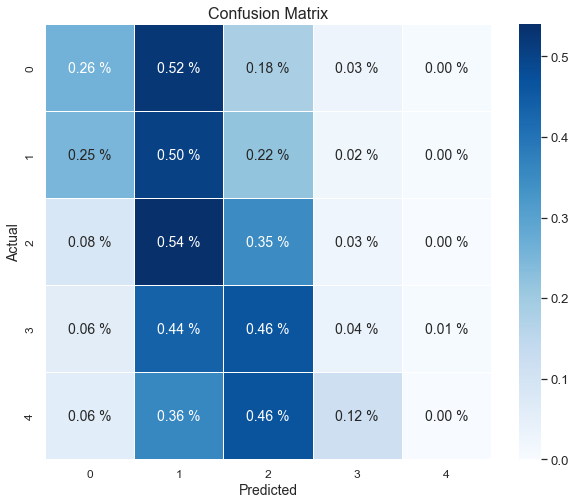 Confusion Matrix
Actual
0 0.26 % 0.52 % 0.18 % 0.03 % 0.00 %
1 0.25 % 0.50 % 0.22 % 0.02 % 0.00 %
2 0.08 % 0.54 % 0.35 % 0.03 % 0.00 %
3 0.06 % 0.44 % 0.46 % 0.04 % 0.01 %
4 0.06 % 0.36 % 0.46 % 0.12 % 0.00 %
0 1 2 3 4
Predicted
0.5
0.4
0.3
0.2
0.1
0.0